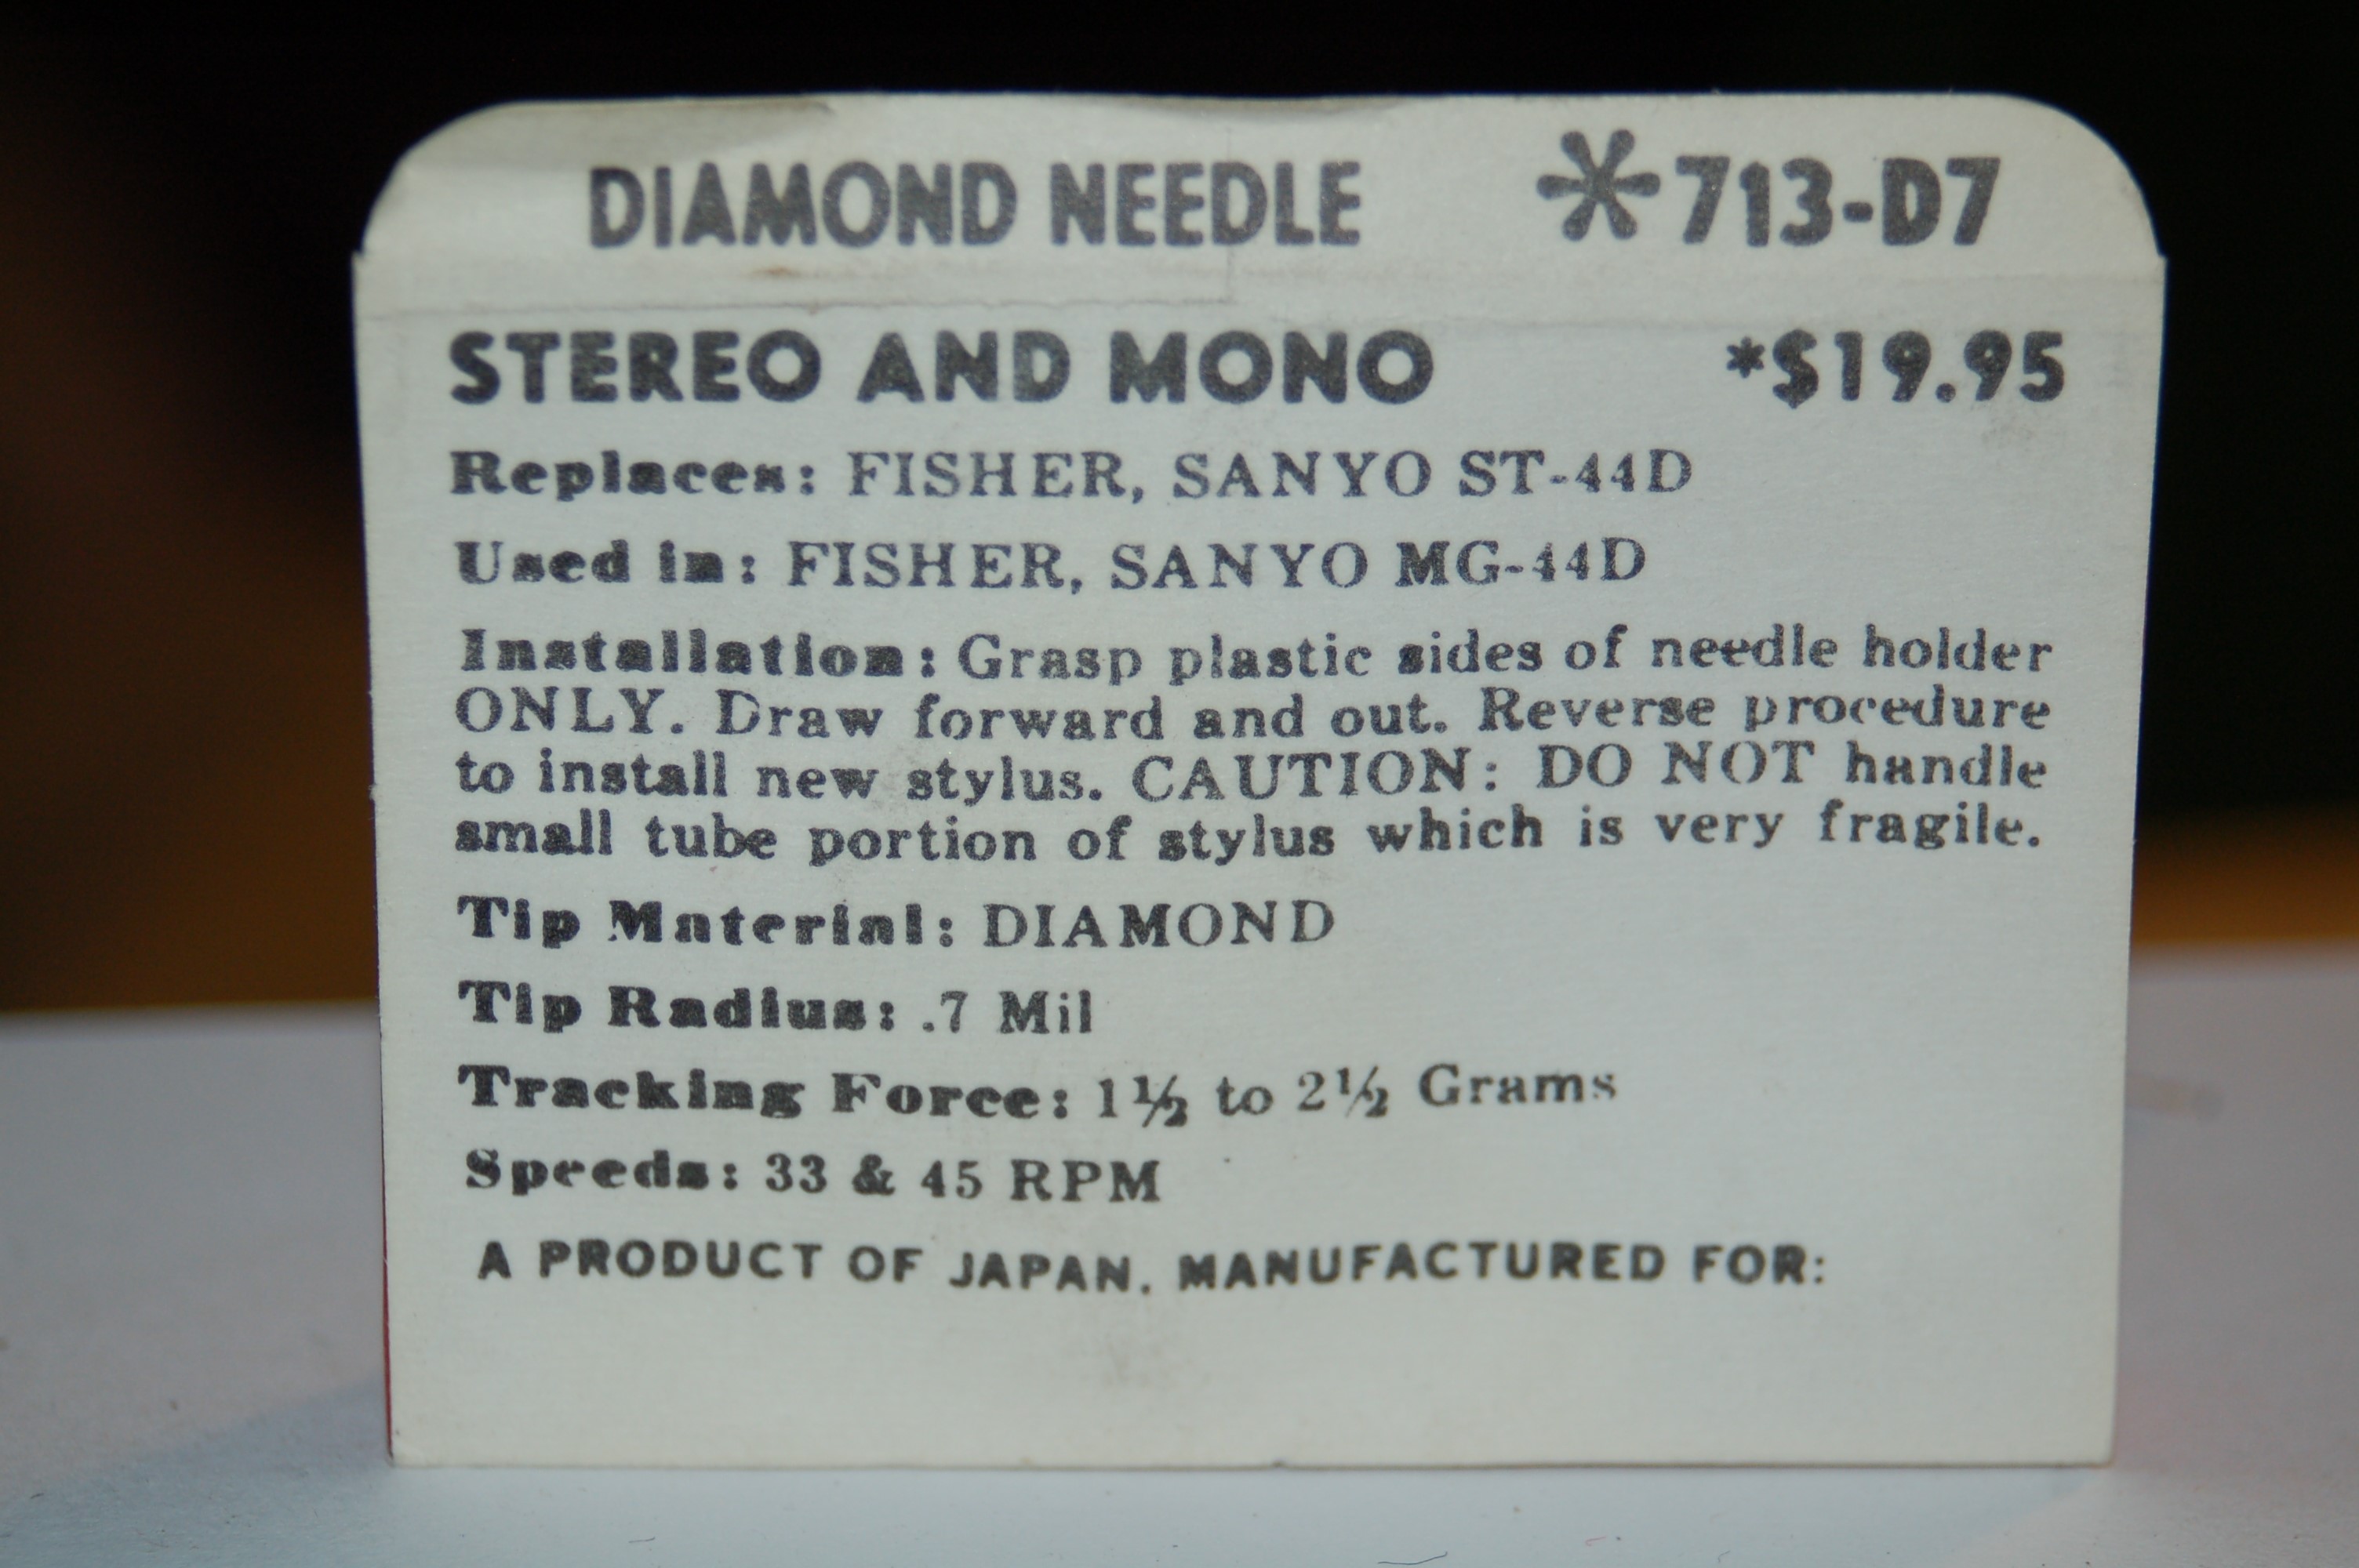 DIAMOND NEEDLE *713-D7
STEREO AND MONO *$19.95
Replaces: FISHER, SANYO ST-44D
Used in: FISHER, SANYO MG-44D
Installation: Grasp plastic sides of needle holder
ONLY. Draw forward and out. Reverse procedure
to install new stylus. CAUTION: DO NOT handle
small tube portion of stylus which is very fragile.
Tip Material: DIAMOND
Tip Radius: .7 Mil
Tracking Force: 1½ to 2½ Grams
Speeds: 33 & 45 RPM
A PRODUCT OF JAPAN. MANUFACTURED FOR: